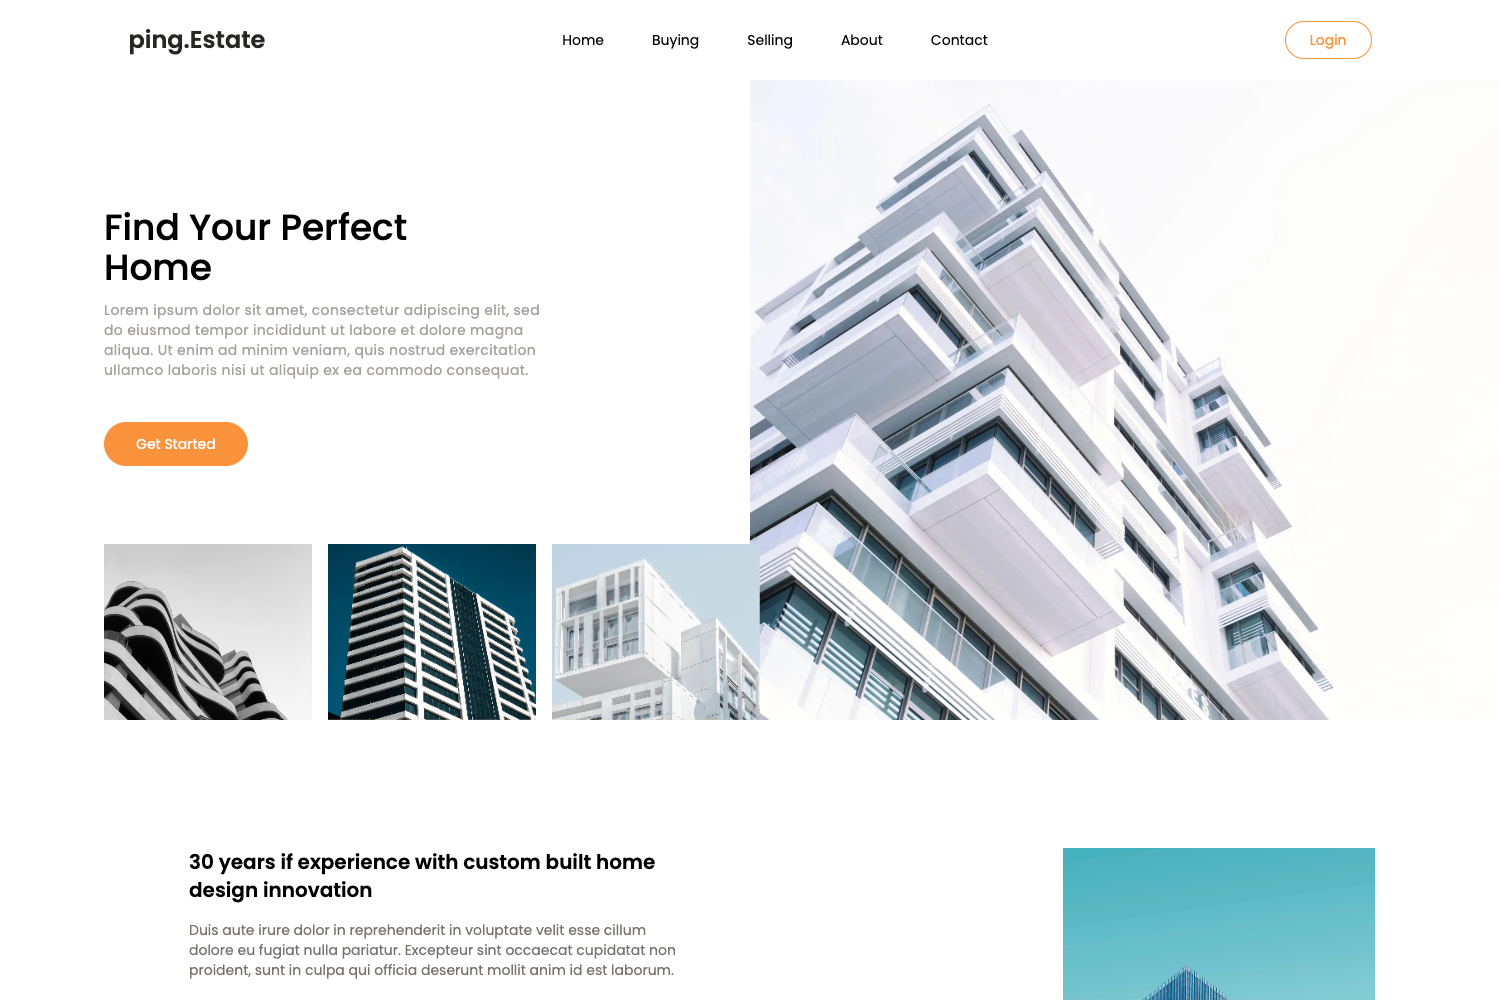 ping.Estate
Home
Buying
Selling
About
Contact
Login
Find Your Perfect
Home
Lorem ipsum dolor sit amet, consectetur adipiscing elit, sed
do eiusmod tempor incididunt ut labore et dolore magna
aliqua. Ut enim ad minim veniam, quis nostrud exercitation
ullamco laboris nisi ut aliquip ex ea commodo consequat.
Get Started
30 years if experience with custom built home
design innovation
Duis aute irure dolor in reprehenderit in voluptate velit esse cillum
dolore eu fugiat nulla pariatur. Excepteur sint occaecat cupidatat non
proident, sunt in culpa qui officia deserunt mollit anim id est laborum.